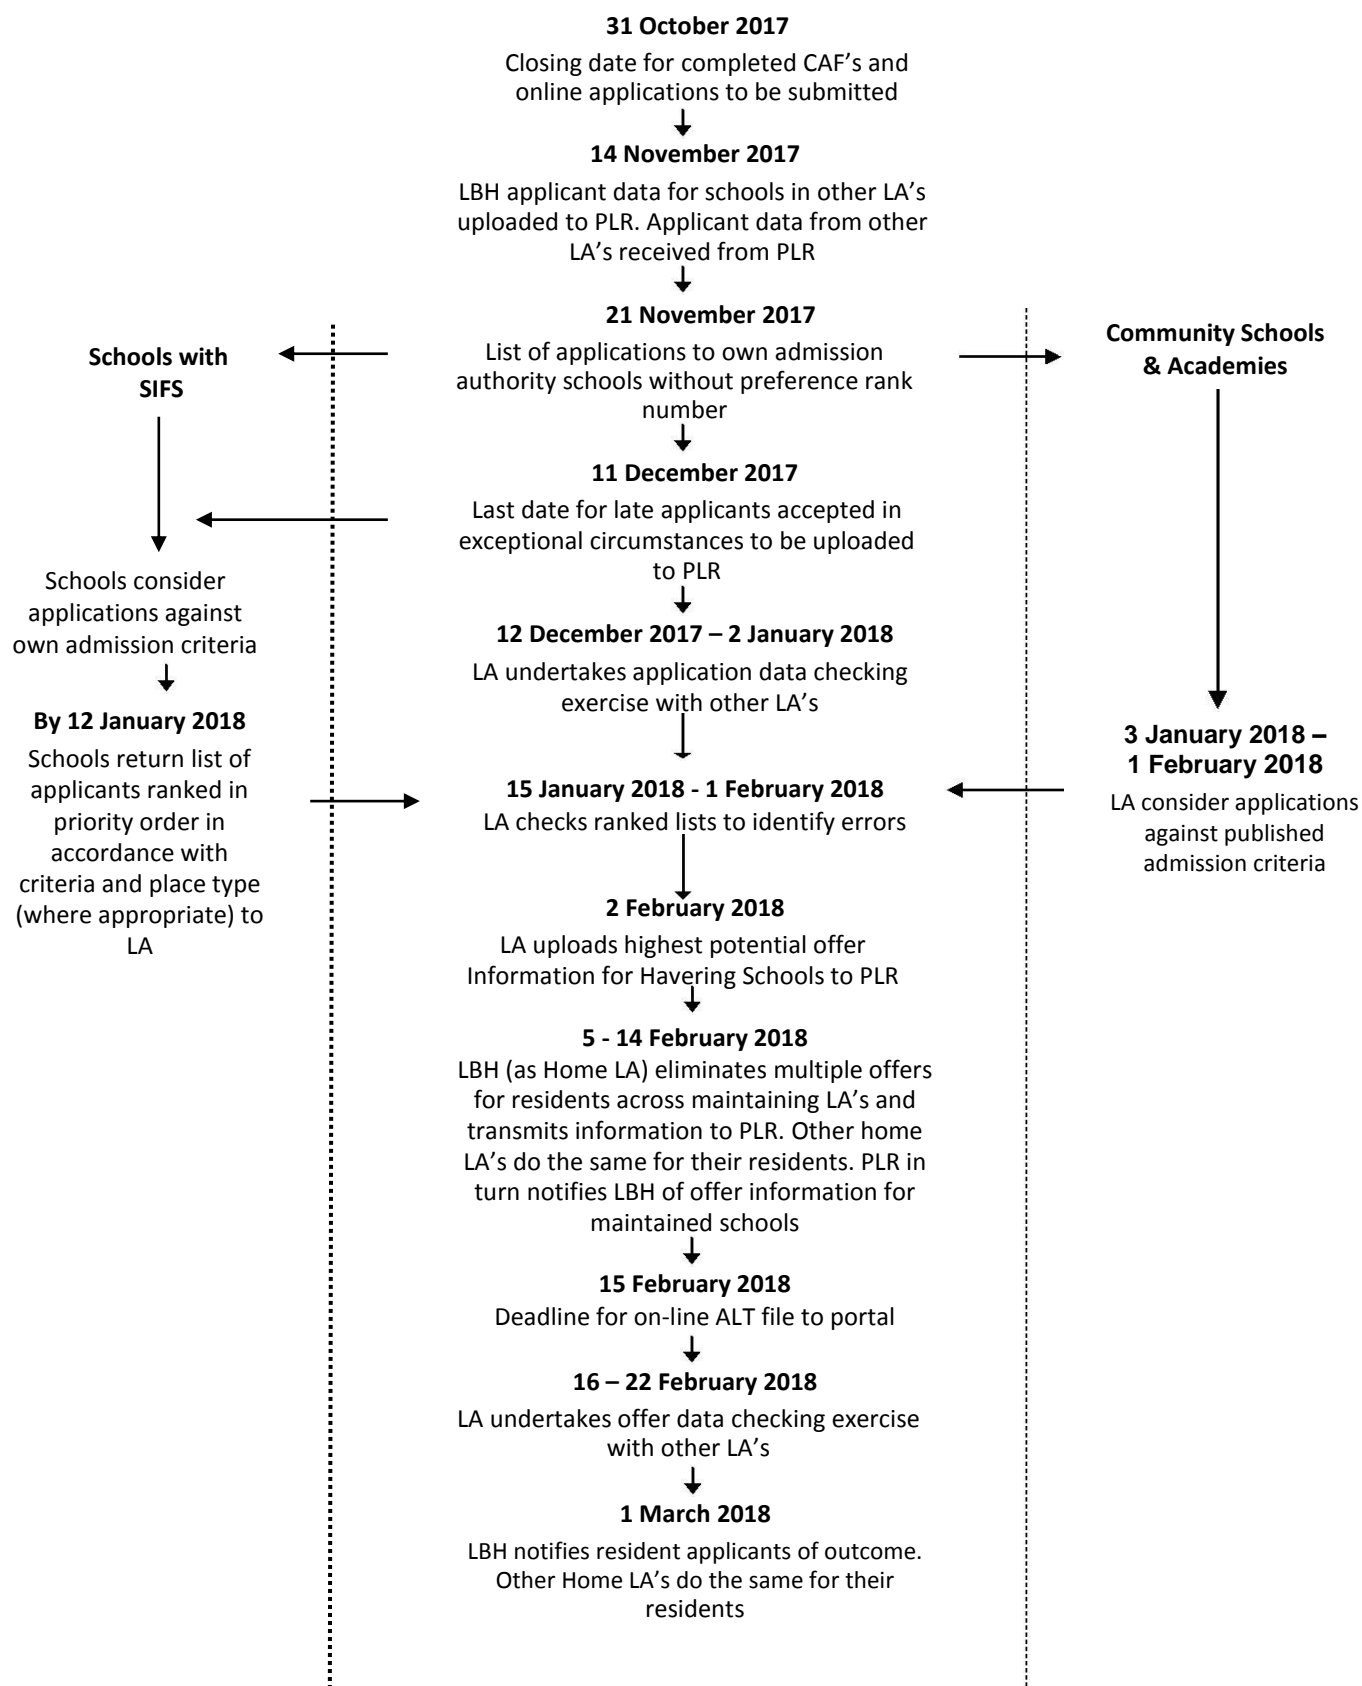 31 October 2017
Closing date for completed CAF’s and
online applications to be submitted
14 November 2017
LBH applicant data for schools in other LA’s
uploaded to PLR. Applicant data from other
LA’s received from PLR
21 November 2017
List of applications to own admission
authority schools without preference rank
number
Schools with
SIFS
Community Schools
& Academies
11 December 2017
Last date for late applicants accepted in
exceptional circumstances to be uploaded
to PLR
Schools consider
applications against
own admission criteria
12 December 2017 – 2 January 2018
LA undertakes application data checking
exercise with other LA’s
By 12 January 2018
Schools return list of
applicants ranked in
priority order in
accordance with
criteria and place type
(where appropriate) to
LA
3 January 2018 –
1 February 2018
LA consider applications
against published
admission criteria
15 January 2018 - 1 February 2018
LA checks ranked lists to identify errors
2 February 2018
LA uploads highest potential offer
Information for Havering Schools to PLR
5 - 14 February 2018
LBH (as Home LA) eliminates multiple offers
for residents across maintaining LA’s and
transmits information to PLR. Other home
LA’s do the same for their residents. PLR in
turn notifies LBH of offer information for
maintained schools
15 February 2018
Deadline for on-line ALT file to portal
16 – 22 February 2018
LA undertakes offer data checking exercise
with other LA’s
1 March 2018
LBH notifies resident applicants of outcome.
Other Home LA’s do the same for their
residents